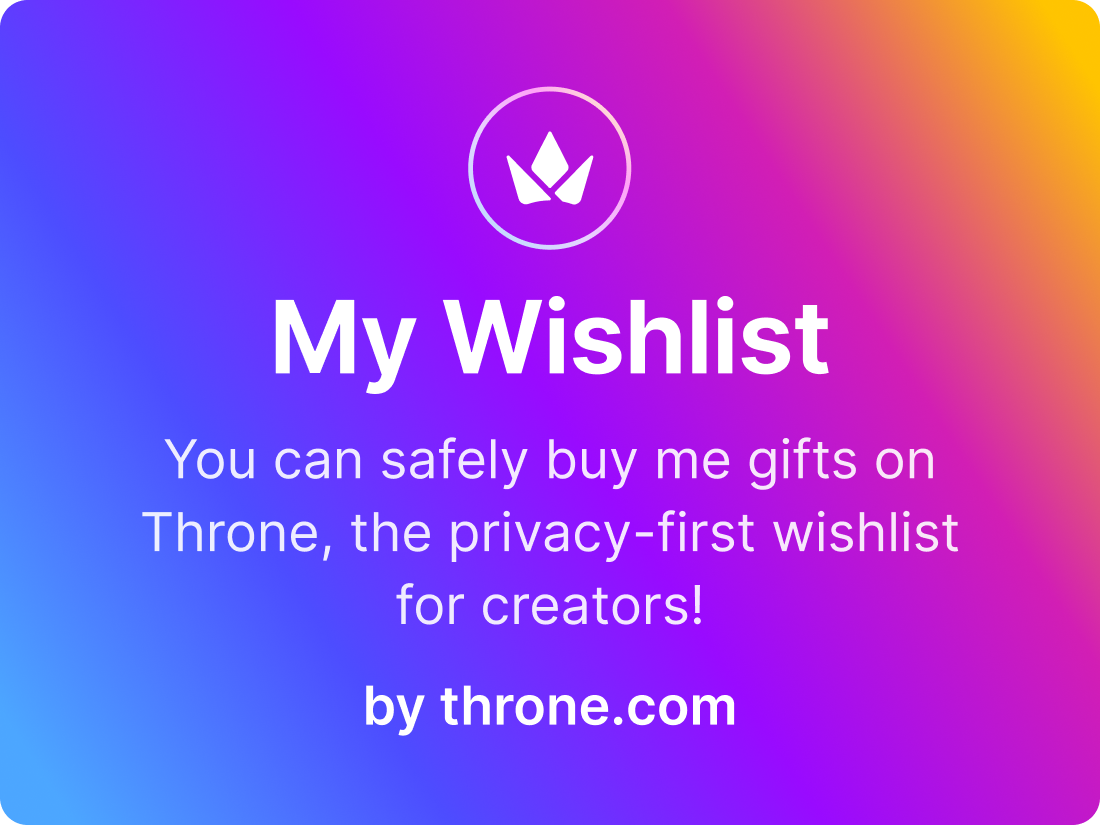 My Wishlist
You can safely buy me gifts on
Throne, the privacy-first wishlist
for creators!
by throne.com